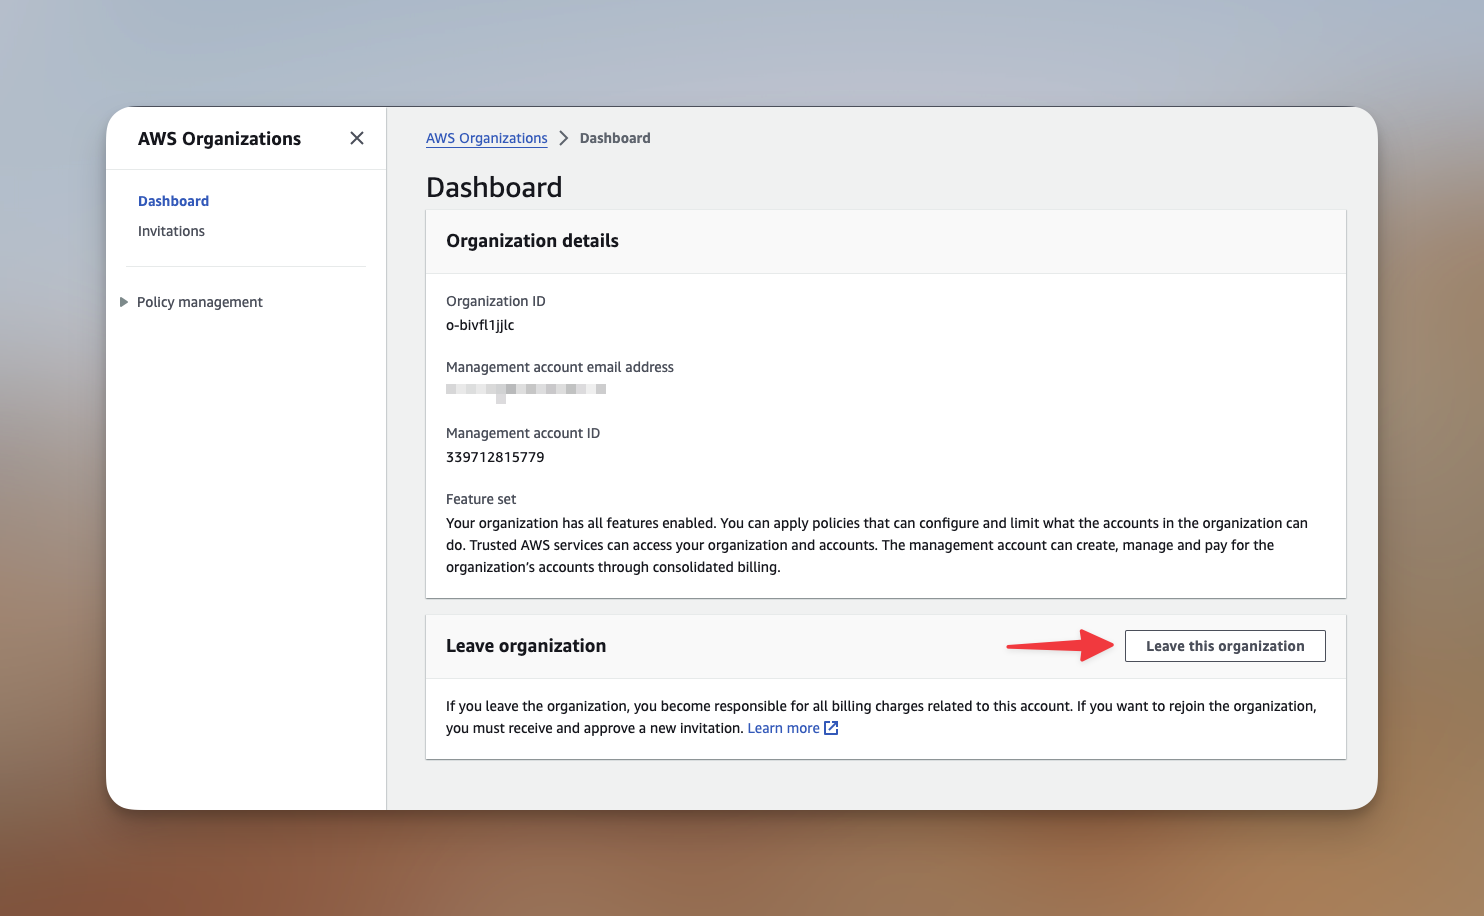 AWS Organizations
Dashboard
Invitations
Policy management
AWS Organizations > Dashboard
Dashboard
Organization details
Organization ID
o-bivfl1jjlc
Management account email address
Management account ID
339712815779
Feature set
Your organization has all features enabled. You can apply policies that can configure and limit what the accounts in the organization can
do. Trusted AWS services can access your organization and accounts. The management account can create, manage and pay for the
organization's accounts through consolidated billing.
Leave organization
Leave this organization
If you leave the organization, you become responsible for all billing charges related to this account. If you want to rejoin the organization,
you must receive and approve a new invitation. Learn more